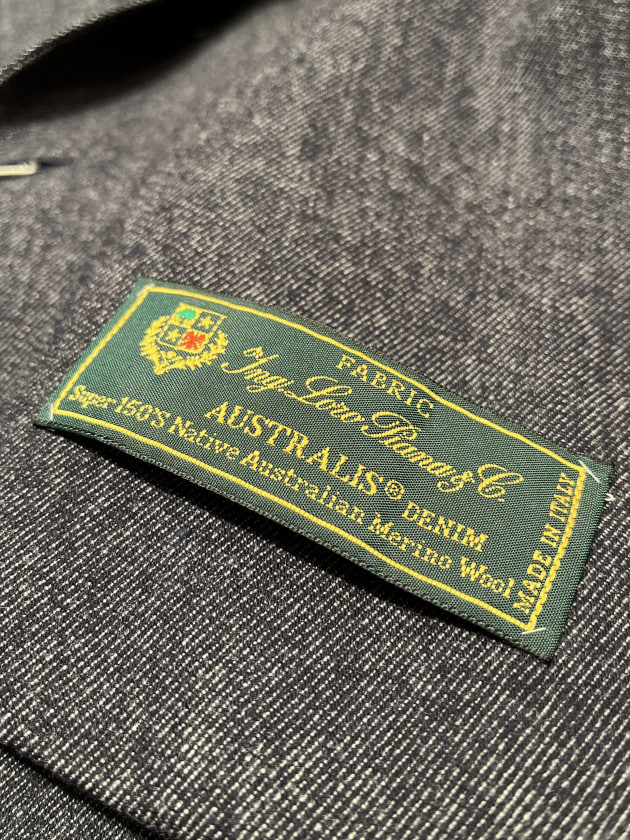 FABRIC
Ing. Loro Piana & C.
AUSTRALIS® DENIM
Super 150'S Native Australian Merino Wool
MADE IN ITALY